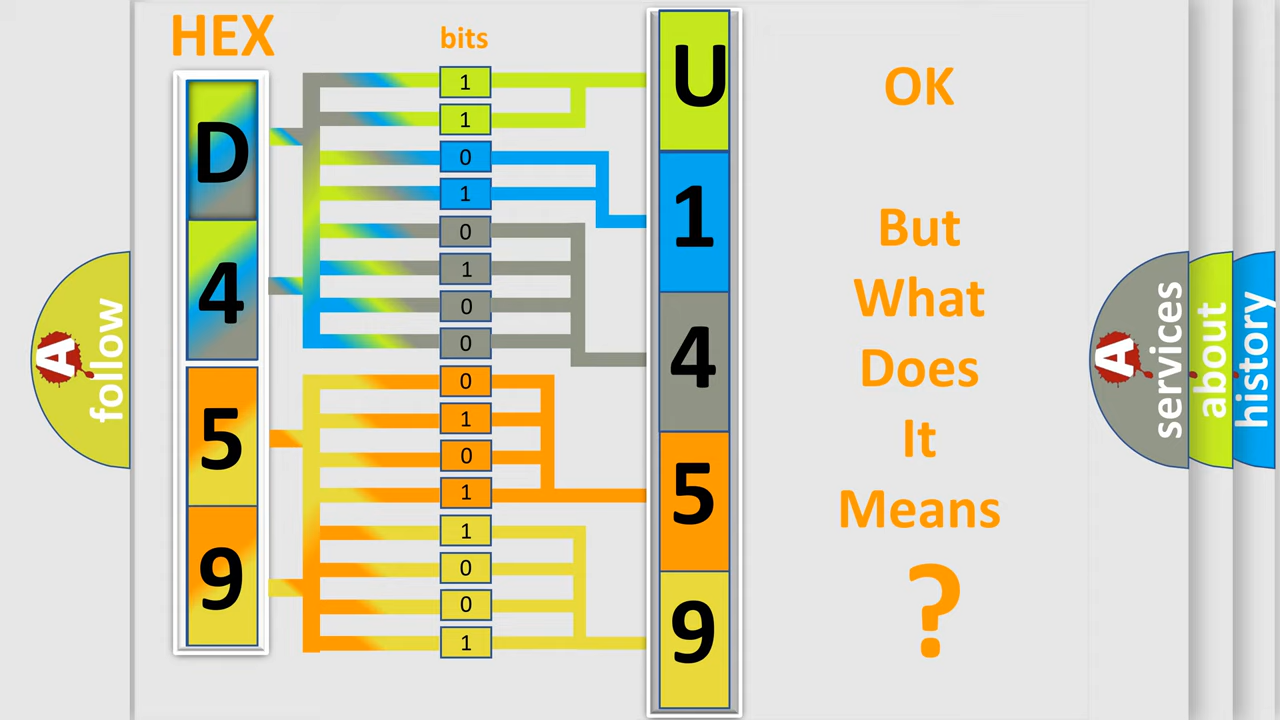 HEX
bits
D
4
5
9
1
1
0
1
0
1
0
0
0
1
0
1
1
0
0
1
U
1
4
5
9
OK
But
What
Does
It
Means
?
A
follow
A
services
about
history